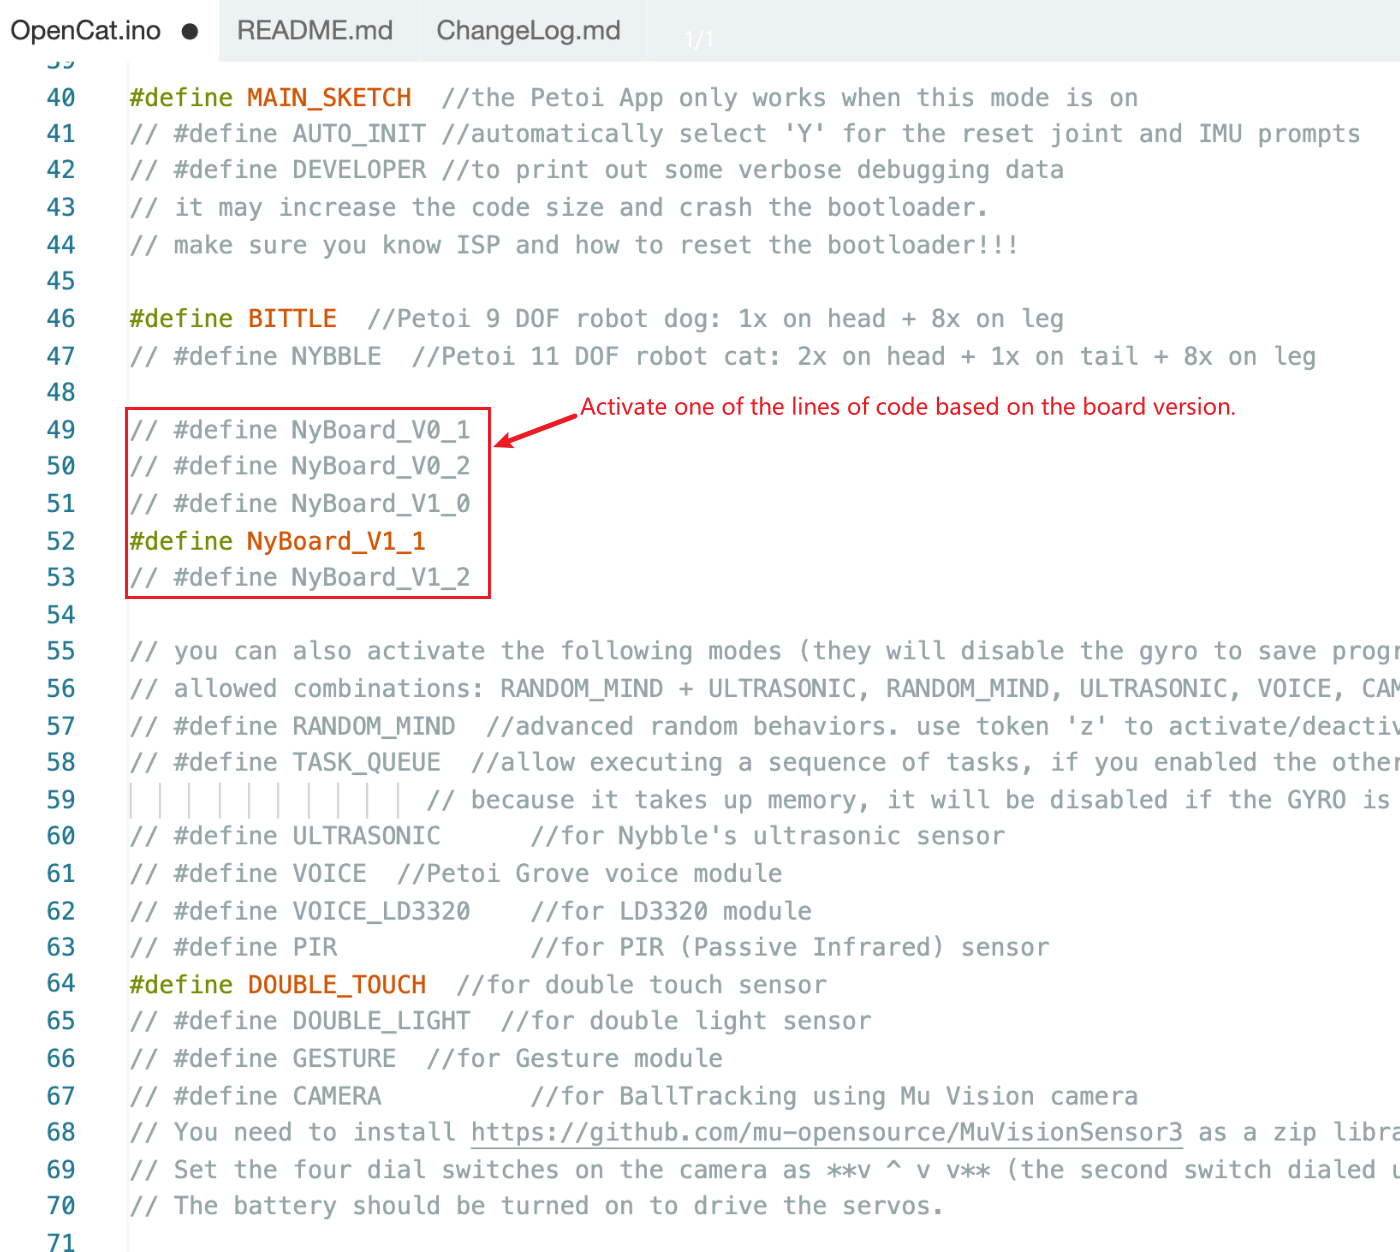 OpenCat.ino ● README.md ChangeLog.md
1/1
39
40 #define MAIN_SKETCH //the Petoi App only works when this mode is on
41 // #define AUTO_INIT //automatically select 'Y' for the reset joint and IMU prompts
42 // #define DEVELOPER //to print out some verbose debugging data
43 // it may increase the code size and crash the bootloader.
44 // make sure you know ISP and how to reset the bootloader!!!
45
46 #define BITTLE //Petoi 9 DOF robot dog: 1x on head + 8x on leg
47 // #define NYBBLE //Petoi 11 DOF robot cat: 2x on head + 1x on tail + 8x on leg
48
Activate one of the lines of code based on the board version.
49 // #define NyBoard_V0_1
50 // #define NyBoard_V0_2
51 // #define NyBoard_V1_0
52 #define NyBoard_V1_1
53 // #define NyBoard_V1_2
54
55 // you can also activate the following modes (they will disable the gyro to save progr
56 // allowed combinations: RANDOM_MIND + ULTRASONIC, RANDOM_MIND, ULTRASONIC, VOICE, CAM
57 // #define RANDOM_MIND //advanced random behaviors. use token 'z' to activate/deactiv
58 // #define TASK_QUEUE //allow executing a sequence of tasks, if you enabled the other
59 // because it takes up memory, it will be disabled if the GYRO is
60 // #define ULTRASONIC //for Nybble's ultrasonic sensor
61 // #define VOICE //Petoi Grove voice module
62 // #define VOICE_LD3320 //for LD3320 module
63 // #define PIR //for PIR (Passive Infrared) sensor
64 #define DOUBLE_TOUCH //for double touch sensor
65 // #define DOUBLE_LIGHT //for double light sensor
66 // #define GESTURE //for Gesture module
67 // #define CAMERA //for BallTracking using Mu Vision camera
68 // You need to install https://github.com/mu-opensource/MuVisionSensor3 as a zip libra
69 // Set the four dial switches on the camera as **v ^ v v** (the second switch dialed u
70 // The battery should be turned on to drive the servos.
71